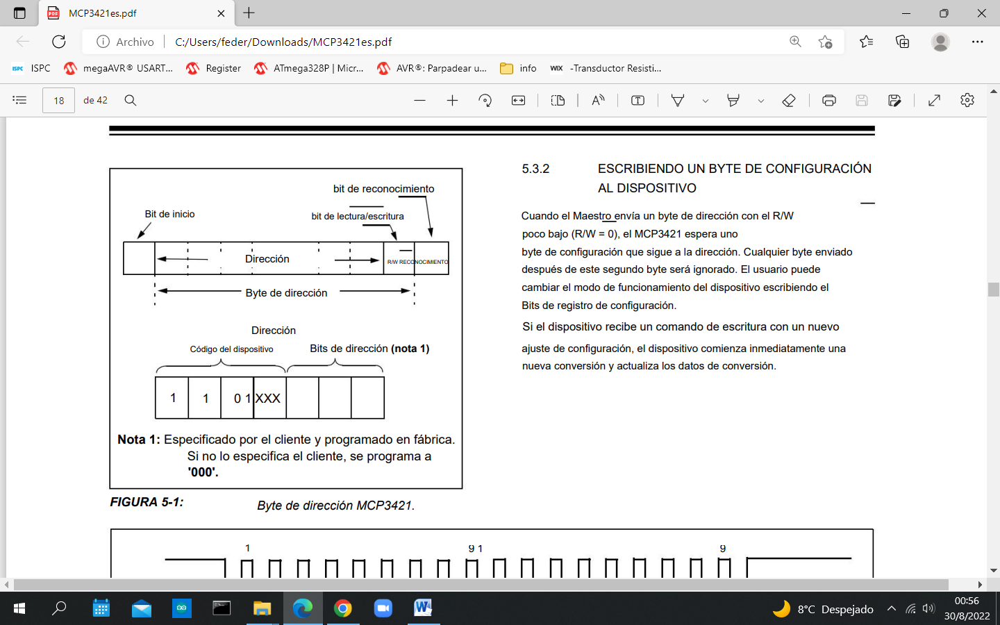 MCP3421es.pdf
Archivo
C:/Users/feder/Downloads/MCP3421es.pdf
ISPC ISPC
megaAVR® USART...
Register
ATmega328P | Micr...
AVR®: Parpadear u...
info
WIX -Transductor Resisti...
18 de 42
bit de reconocimiento
Bit de inicio
bit de lectura/escritura
Dirección
R/W RECONOCIMIENTO
Byte de dirección
Dirección
Código del dispositivo
Bits de dirección (nota 1)
1 1 0 1 XXX
Nota 1: Especificado por el cliente y programado en fábrica.
Si no lo especifica el cliente, se programa a
'000'.
FIGURA 5-1: Byte de dirección MCP3421.
5.3.2 ESCRIBIENDO UN BYTE DE CONFIGURACIÓN
AL DISPOSITIVO
Cuando el Maestro envía un byte de dirección con el R/W
poco bajo (R/W = 0), el MCP3421 espera uno
byte de configuración que sigue a la dirección. Cualquier byte enviado
después de este segundo byte será ignorado. El usuario puede
cambiar el modo de funcionamiento del dispositivo escribiendo el
Bits de registro de configuración.
Si el dispositivo recibe un comando de escritura con un nuevo
ajuste de configuración, el dispositivo comienza inmediatamente una
nueva conversión y actualiza los datos de conversión.
1 9 1 9
8°C Despejado
00:56
30/8/2022